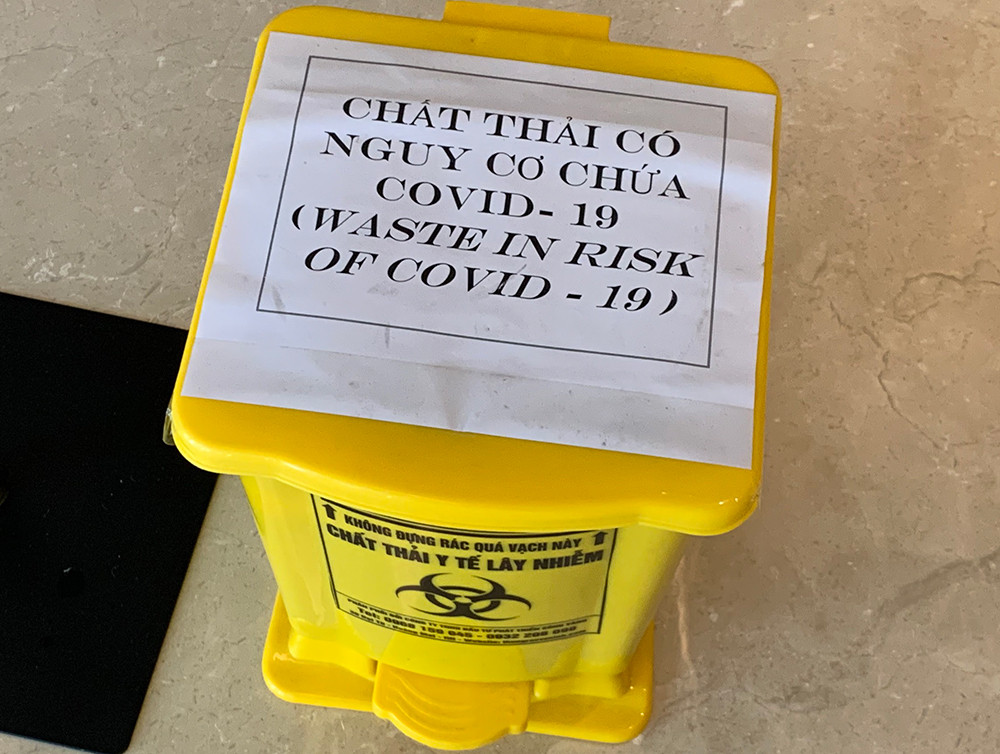 CHẤT THẢI CÓ
NGUY CƠ CHỨA
COVID- 19
(WASTE IN RISK
OF COVID - 19 )
KHÔNG ĐỰNG RÁC QUÁ VẠCH NÀY
CHẤT THẢI Y TẾ LÂY NHIỄM